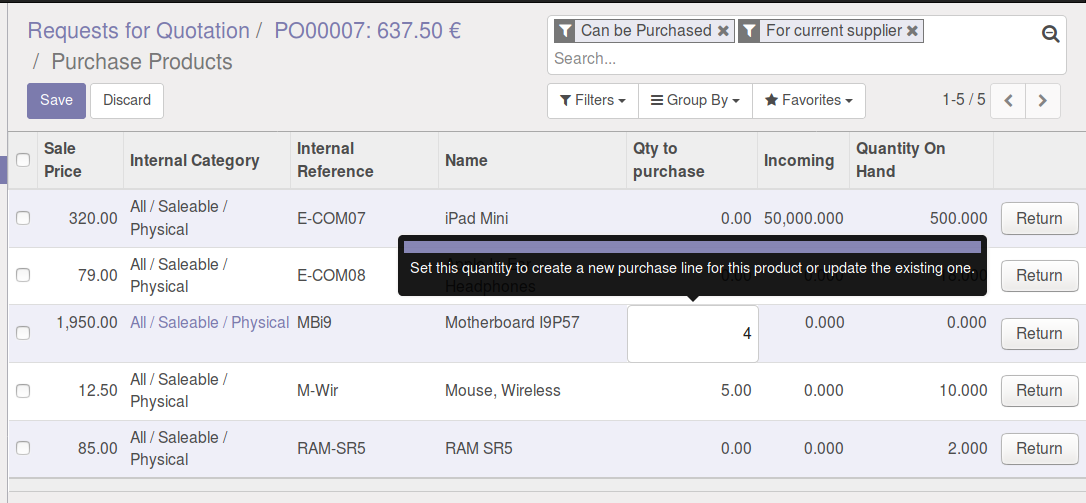 Requests for Quotation / PO00007: 637.50 €
/ Purchase Products
Can be Purchased ✖ For current supplier ✖
Search...
Save Discard
Filters Group By Favorites 1-5 / 5
Sale Price Internal Category Internal Reference Name Qty to purchase Incoming Quantity On Hand
320.00 All / Saleable / Physical E-COM07 iPad Mini 0.00 50,000.000 500.000 Return
Set this quantity to create a new purchase line for this product or update the existing one.
79.00 All / Saleable / Physical E-COM08 Headphones Return
1,950.00 All / Saleable / Physical MBi9 Motherboard I9P57 4 0.000 0.000 Return
12.50 All / Saleable / Physical M-Wir Mouse, Wireless 5.00 0.000 10.000 Return
85.00 All / Saleable / Physical RAM-SR5 RAM SR5 0.00 0.000 2.000 Return